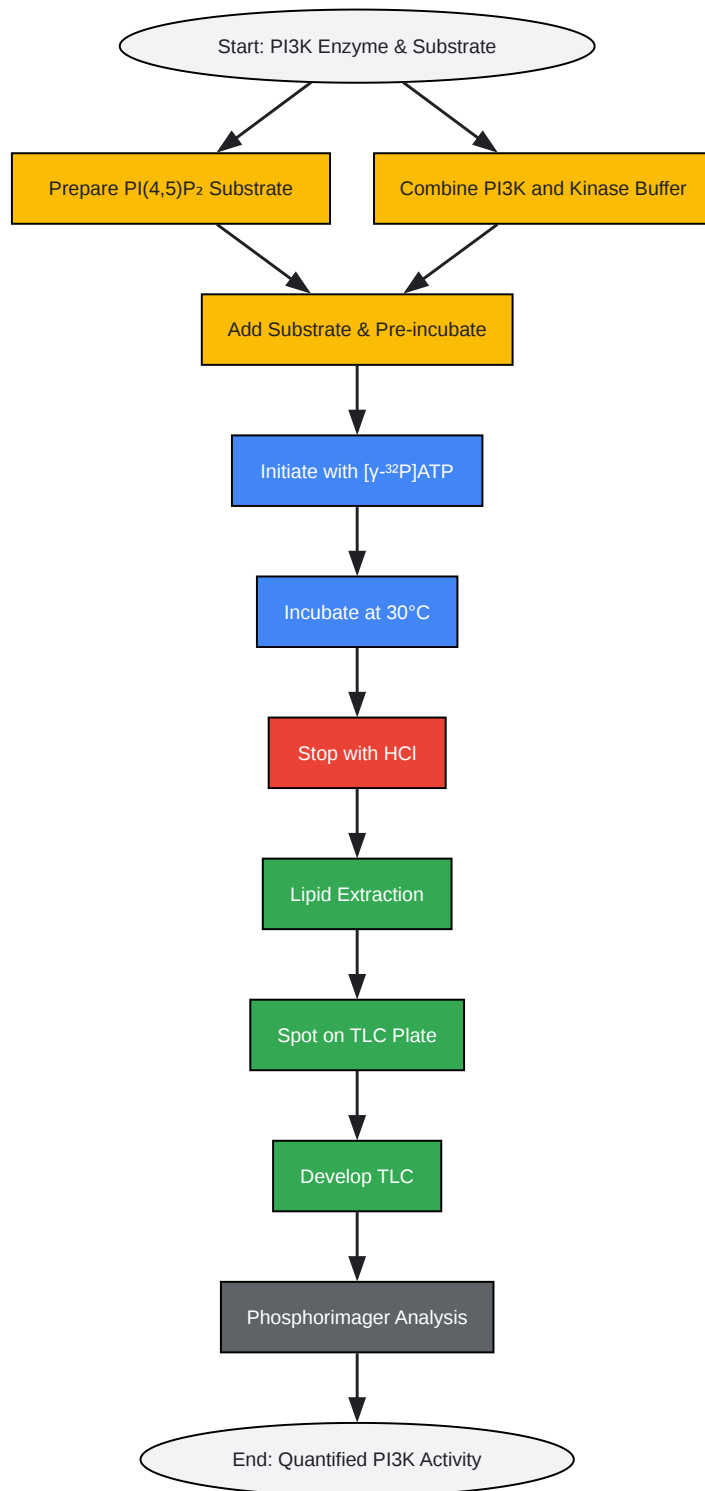 Start: PI3K Enzyme & Substrate
Prepare PI(4,5)P₂ Substrate
Combine PI3K and Kinase Buffer
Add Substrate & Pre-incubate
Initiate with [γ-³²P]ATP
Incubate at 30°C
Stop with HCl
Lipid Extraction
Spot on TLC Plate
Develop TLC
Phosphorimager Analysis
End: Quantified PI3K Activity